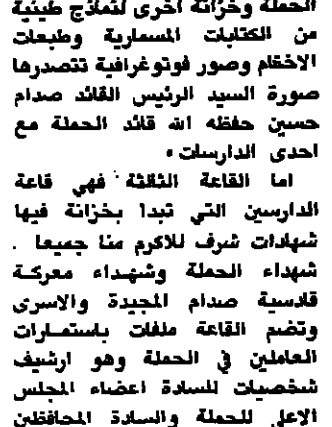 الحملة وخزانة اخرى لنماذج طينية
من الكتابات المسمارية وطبعات
الاختام وصور فوتوغرافية تتصدرها
صورة السيد الرئيس القائد صدام
حسين حفظه الله قائد الحملة مع
احدى الدارسات •
اما القاعة الثالثة فهي قاعة
الدارسين التي تبدا بخزانة فيها
شهادات شرف للاكرم منا جميعا .
شهداء الحملة وشهداء معركة
قادسية صدام المجيدة والاسرى
وتضم القاعة ملفات باستمارات
العاملين في الحملة وهو ارشيف
شخصيات للسادة اعضاء المجلس
الاعلى للحملة والسادة المحافظين